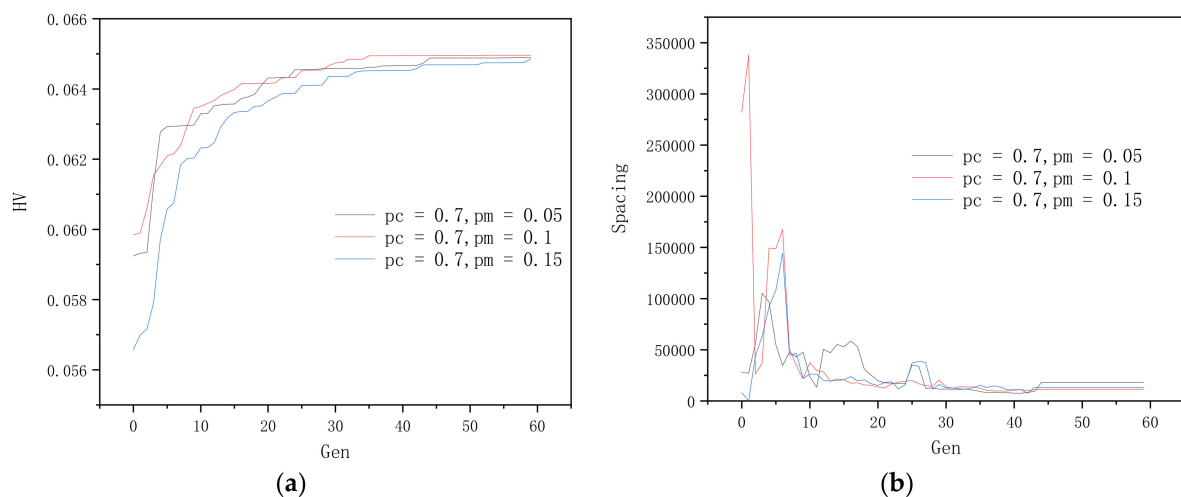 0.066
0.064
0.062
0.060
0.058
0.056
HV
pc = 0.7,pm = 0.05
pc = 0.7,pm = 0.1
pc = 0.7,pm = 0.15
0 10 20 30 40 50 60
Gen
(a)
350000
300000
250000
200000
150000
100000
50000
0
Spacing
pc = 0.7,pm = 0.05
pc = 0.7,pm = 0.1
pc = 0.7,pm = 0.15
0 10 20 30 40 50 60
Gen
(b)